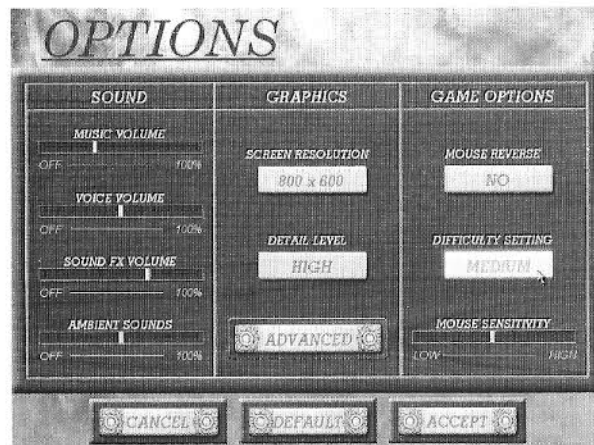 OPTIONS
SOUND
MUSIC VOLUME
OFF 100%
VOICE VOLUME
OFF 100%
SOUND FX VOLUME
OFF 100%
AMBIENT SOUNDS
OFF 100%
GRAPHICS
SCREEN RESOLUTION
800 x 600
DETAIL LEVEL
HIGH
ADVANCED
GAME OPTIONS
MOUSE REVERSE
NO
DIFFICULTY SETTING
MEDIUM
MOUSE SENSITIVITY
LOW HIGH
CANCEL DEFAULT ACCEPT